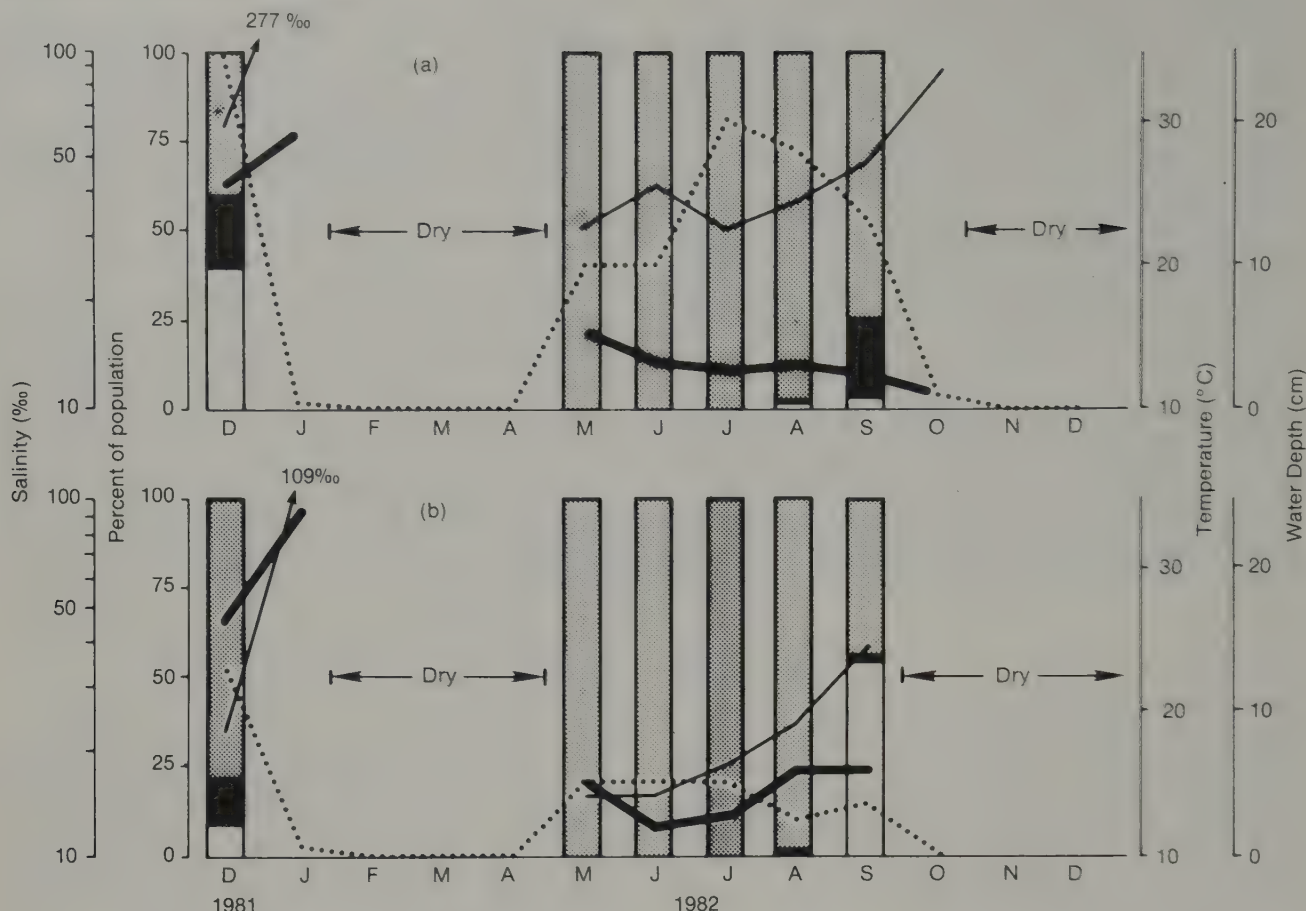 277 ‰
(a)
100
50
10
Salinity (‰)
100
75
50
25
0
Percent of population
Dry
Dry
30
20
10
Temperature (°C)
20
10
0
Water Depth (cm)
D J F M A M J J A S O N D
109‰
(b)
100
50
10
100
75
50
25
0
Dry
Dry
30
20
10
20
10
0
D J F M A M J J A S O N D
1981 1982